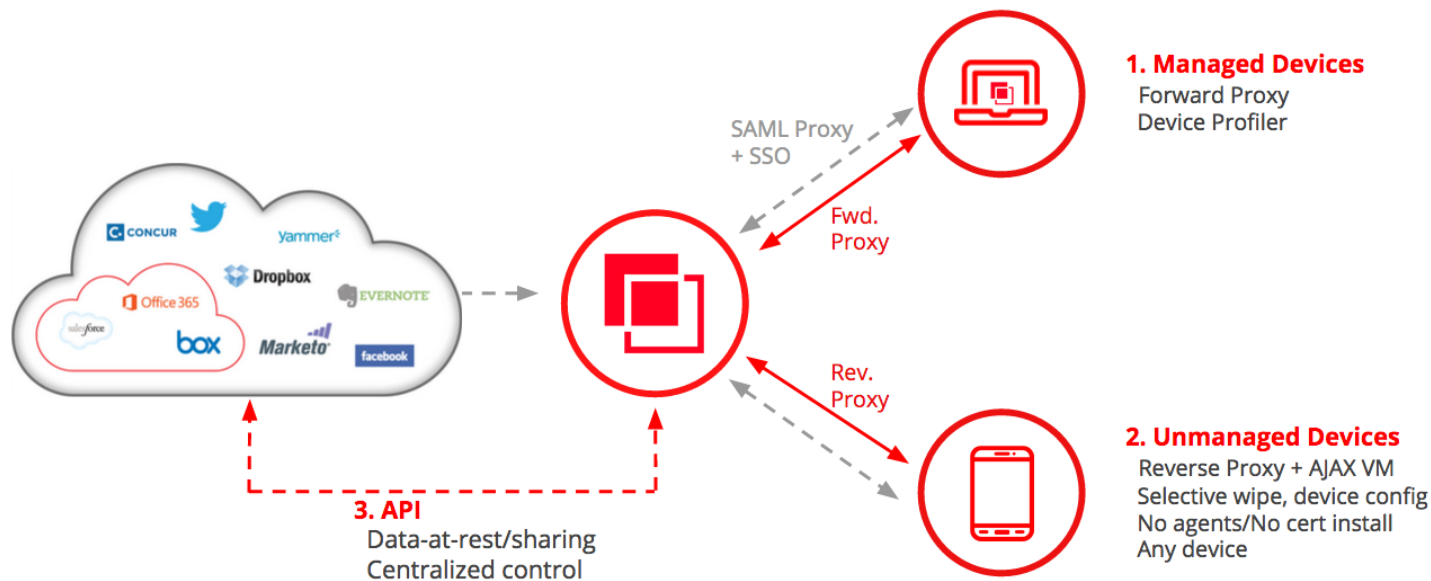 1. Managed Devices
Forward Proxy
Device Profiler
SAML Proxy
+ SSO
Fwd.
Proxy
C. CONCUR
yammer
Dropbox
EVERNOTE
Office 365
salesforce
box
Marketo
facebook
Rev.
Proxy
2. Unmanaged Devices
Reverse Proxy + AJAX VM
Selective wipe, device config
No agents/No cert install
Any device
3. API
Data-at-rest/sharing
Centralized control